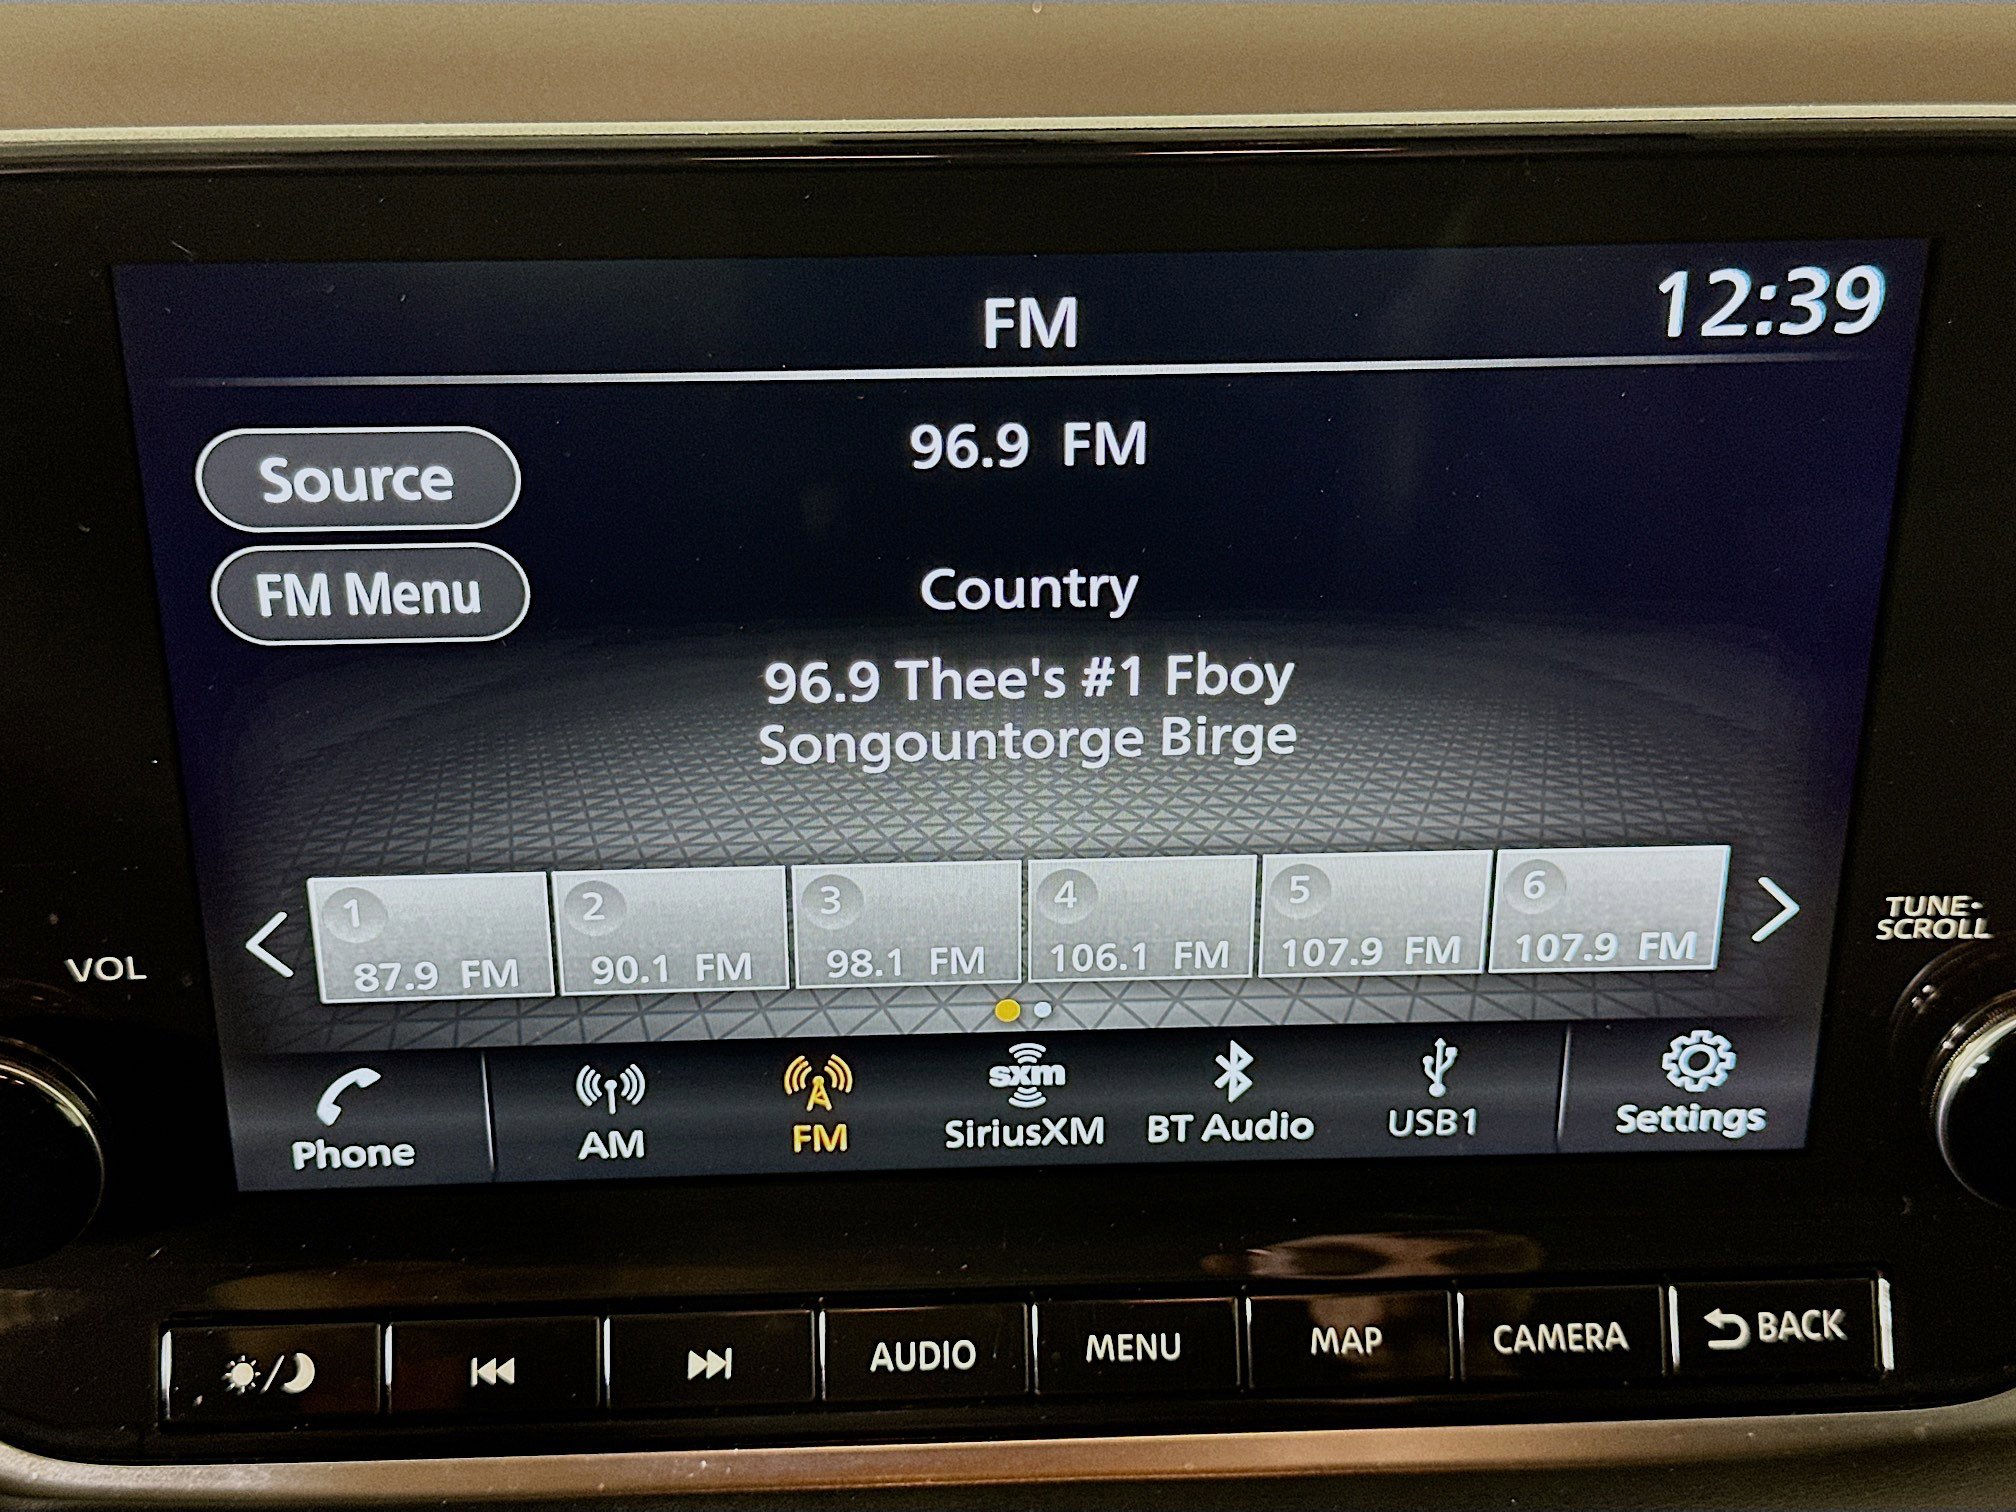 FM
12:39
Source
96.9 FM
FM Menu
Country
96.9 Thee's #1 Fboy
Songountorge Birge
1
87.9 FM
2
90.1 FM
3
98.1 FM
4
106.1 FM
5
107.9 FM
6
107.9 FM
VOL
TUNE-
SCROLL
Phone
AM
FM
sxm
SiriusXM
BT Audio
USB1
Settings
AUDIO
MENU
MAP
CAMERA
BACK